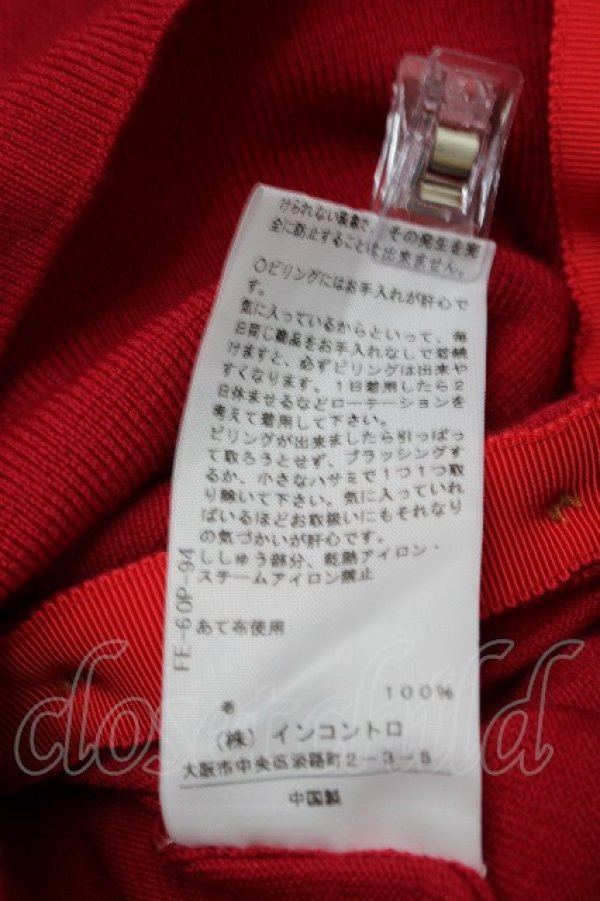 けられない現象で、その発生を完
全に防止することは出来ません。
〇ピリングにはお手入れが肝心で
す。
気に入っているからといって、毎
日同じ商品をお手入れなしで着続
けますと、必ずピリングは出来や
すくなります。1日着用したら2
日休ませるなどローテーションを
考えて着用して下さい。
ピリングが出来ましたら引っぱっ
て取ろうとせず、ブラッシングす
るか、小さなハサミで1つ1つ取
り除いて下さい。気に入っていれ
ばいるほどお取扱いにもそれなり
の気づかいが肝心です。
ししゅう部分、乾熱アイロン・
スチームアイロン禁止
あて布使用
FE-60P-94
毛 100%
(株) インコントロ
大阪市中央区淡路町2-3-5
中国製
closet child